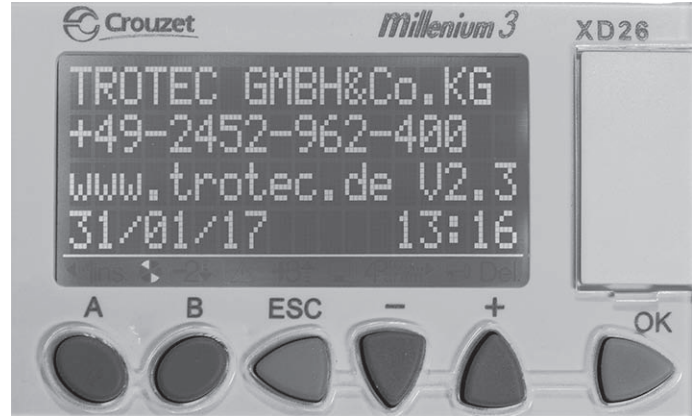 Crouzet millenium 3 XD26
TROTEC GMBH&Co.KG
+49-2452-962-400
www.trotec.de V2.3
31/01/17 13:16
A B ESC - + OK